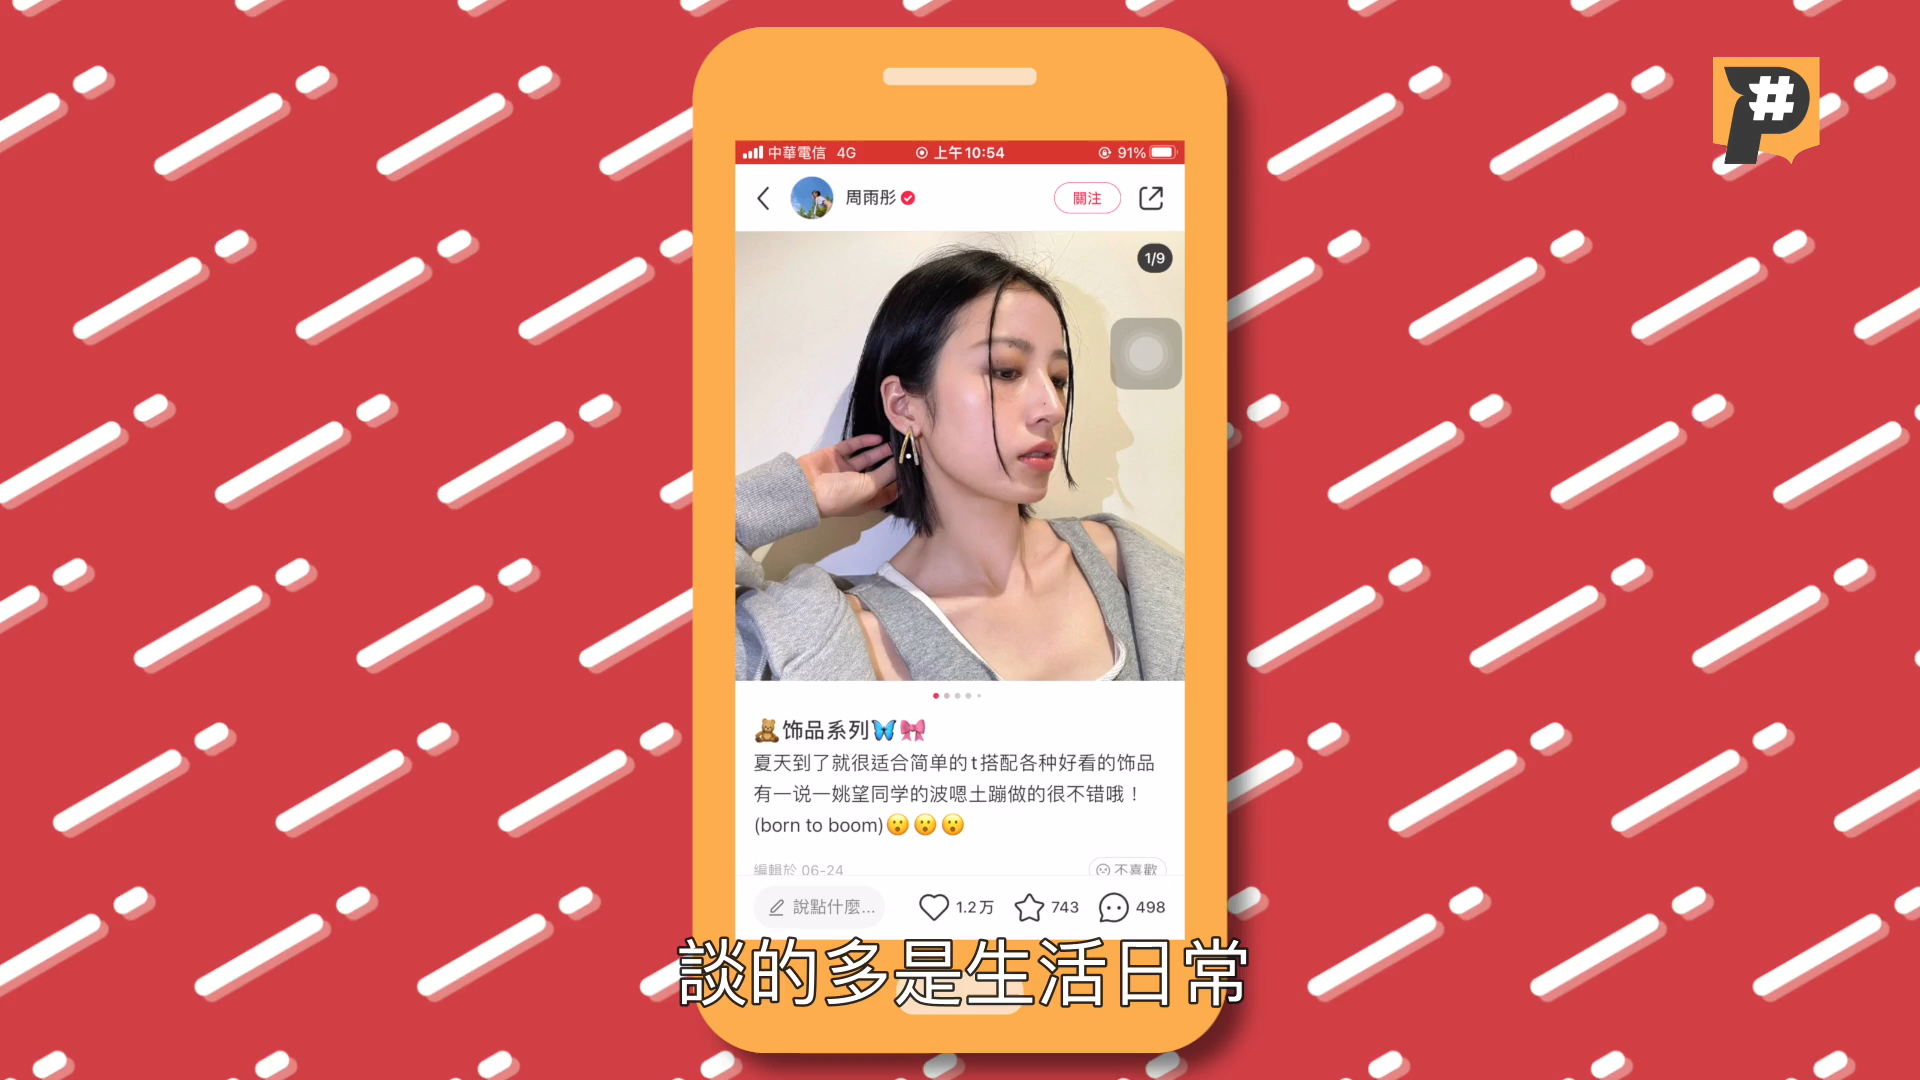 中華電信 4G 上午10:54 91%
周雨彤 關注
1/9
饰品系列
夏天到了就很适合简单的t搭配各种好看的饰品
有一说一姚望同学的波嗯土蹦做的很不错哦！
(born to boom)
編輯於 06-24 不喜歡
說點什麼... 1.2万 743 498
談的多是生活日常
P#